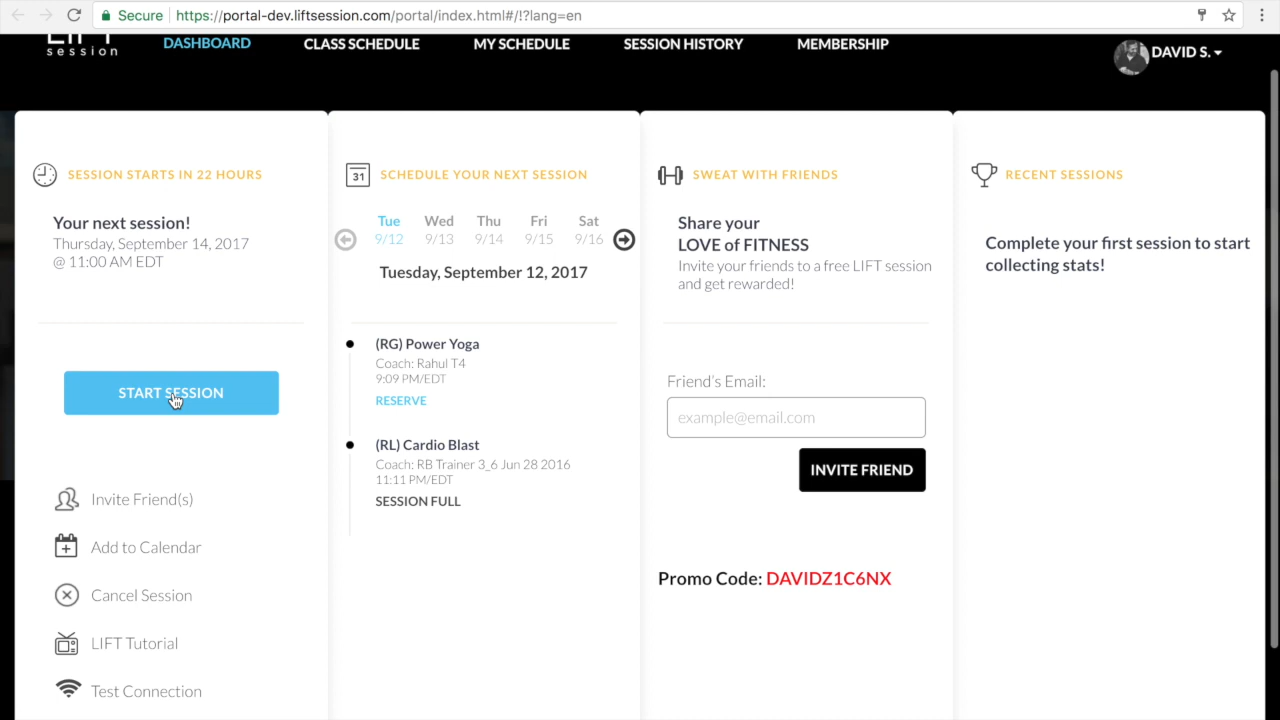 Secure https://portal-dev.liftsession.com/portal/index.html#/!?lang=en
session
DASHBOARD CLASS SCHEDULE MY SCHEDULE SESSION HISTORY MEMBERSHIP
DAVID S.
SESSION STARTS IN 22 HOURS
Your next session!
Thursday, September 14, 2017
@ 11:00 AM EDT
START SESSION
Invite Friend(s)
Add to Calendar
Cancel Session
LIFT Tutorial
Test Connection
31 SCHEDULE YOUR NEXT SESSION
Tue Wed Thu Fri Sat
9/12 9/13 9/14 9/15 9/16
Tuesday, September 12, 2017
(RG) Power Yoga
Coach: Rahul T4
9:09 PM/EDT
RESERVE
(RL) Cardio Blast
Coach: RB Trainer 3_6 Jun 28 2016
11:11 PM/EDT
SESSION FULL
SWEAT WITH FRIENDS
Share your
LOVE of FITNESS
Invite your friends to a free LIFT session
and get rewarded!
Friend's Email:
example@email.com
INVITE FRIEND
Promo Code: DAVIDZ1C6NX
RECENT SESSIONS
Complete your first session to start
collecting stats!